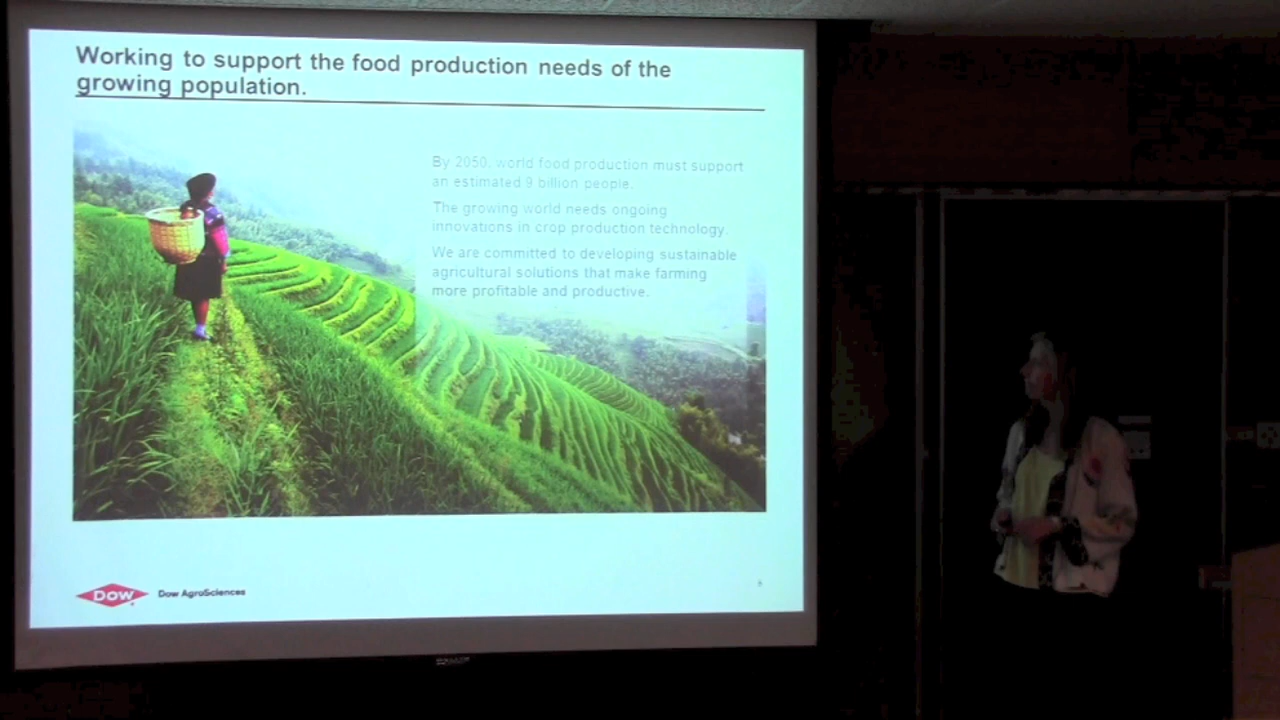 Working to support the food production needs of the
growing population.
By 2050, world food production must support
an estimated 9 billion people.
The growing world needs ongoing
innovations in crop production technology.
We are committed to developing sustainable
agricultural solutions that make farming
more profitable and productive.
DOW
Dow AgroSciences